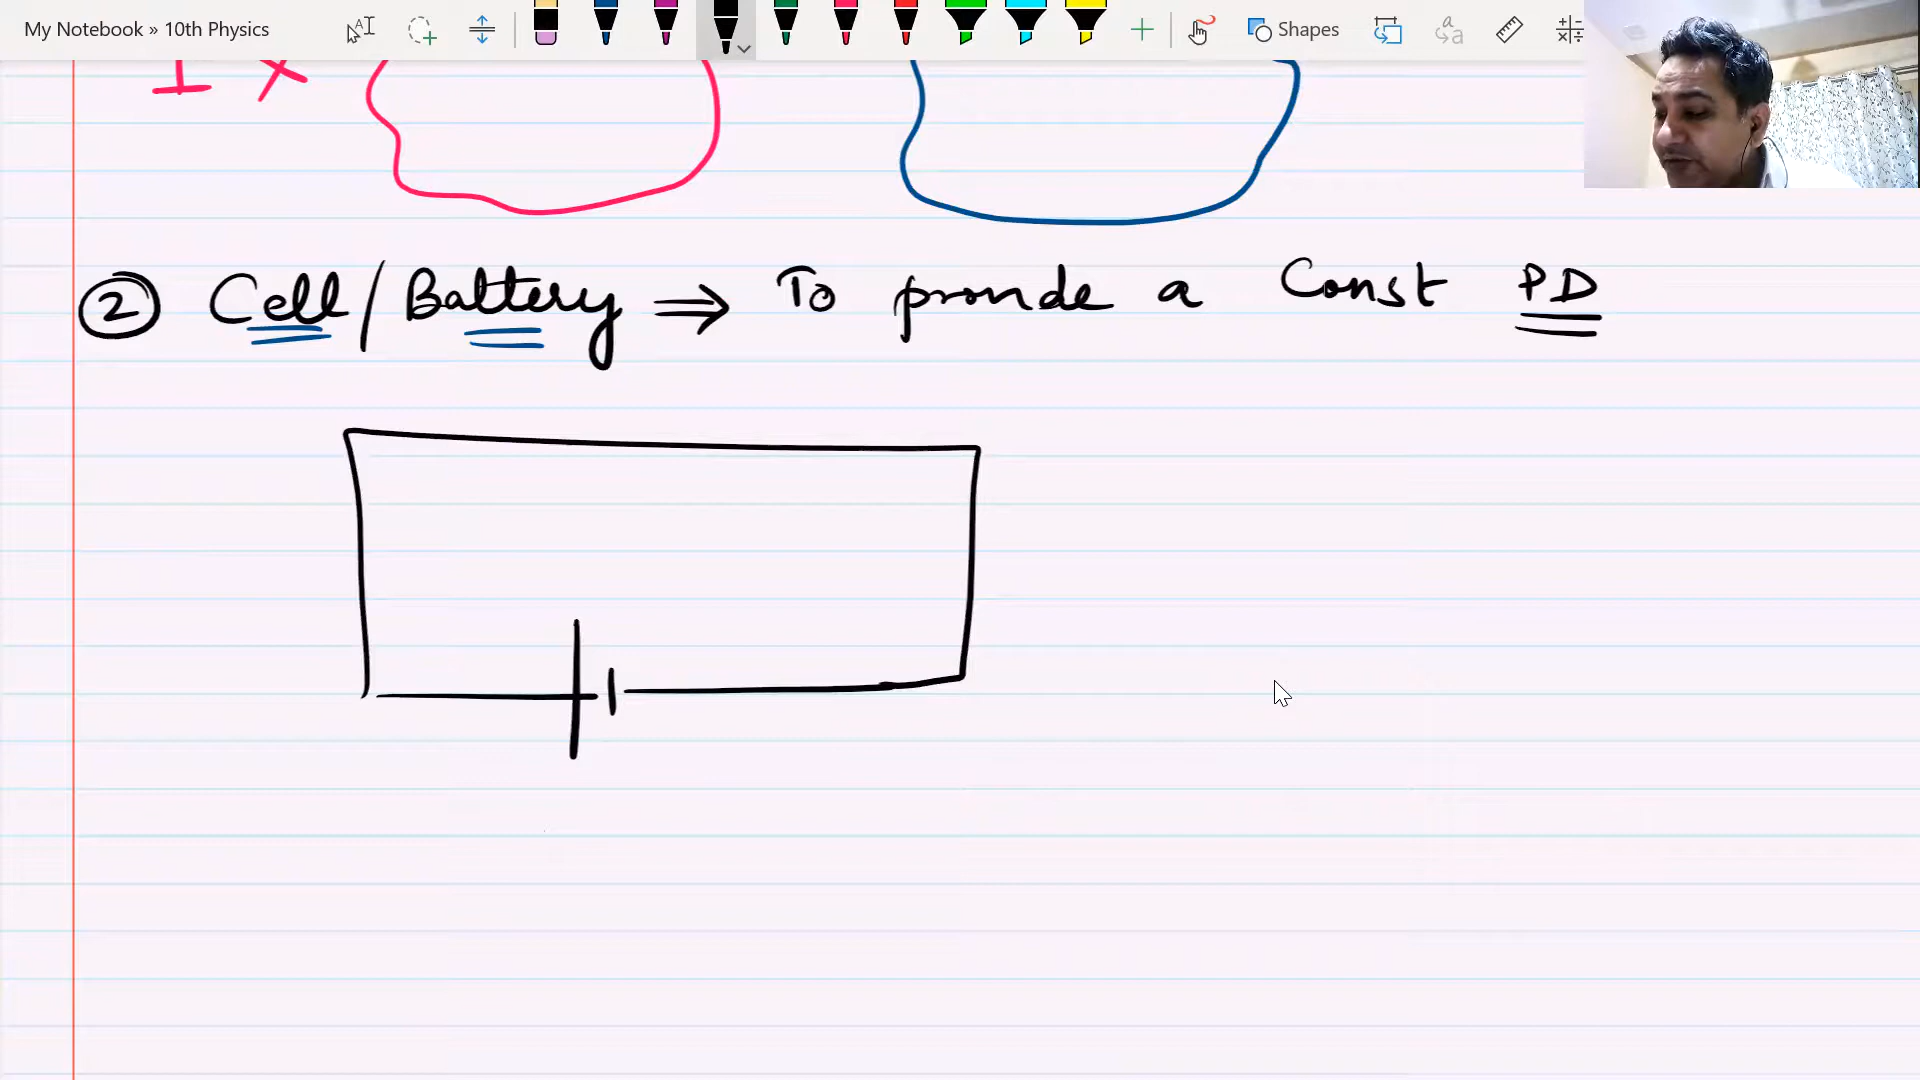 My Notebook » 10th Physics
Shapes
I x
② Cell/Battery ⇒ To provide a Const PD